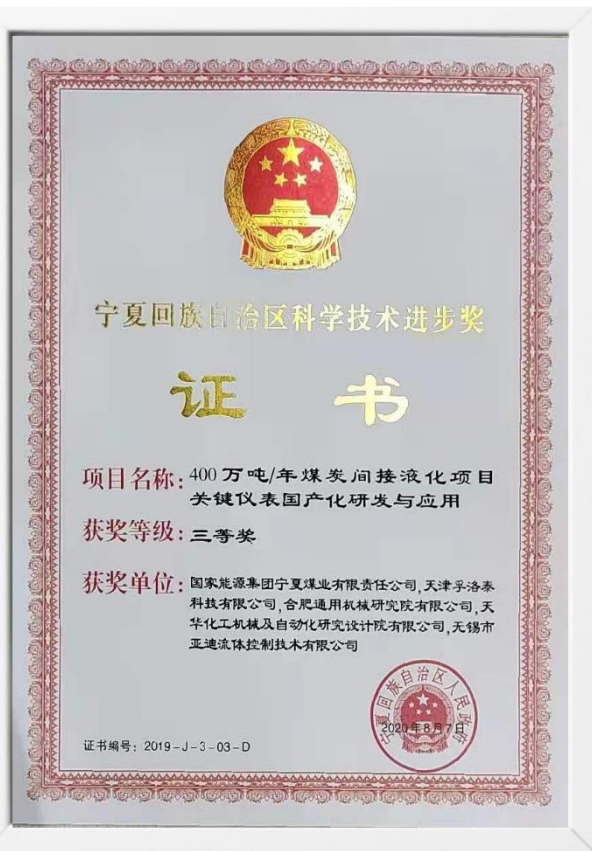 宁夏回族自治区科学技术进步奖
证 书
项目名称: 400万吨/年煤炭间接液化项目
关键仪表国产化研发与应用
获奖等级: 三等奖
获奖单位: 国家能源集团宁夏煤业有限责任公司,天津孚洛泰
科技有限公司,合肥通用机械研究院有限公司,天
华化工机械及自动化研究设计院有限公司,无锡市
亚迪流体控制技术有限公司
宁夏回族自治区人民政府
2020年8月7日
证书编号: 2019-J-3-03-D